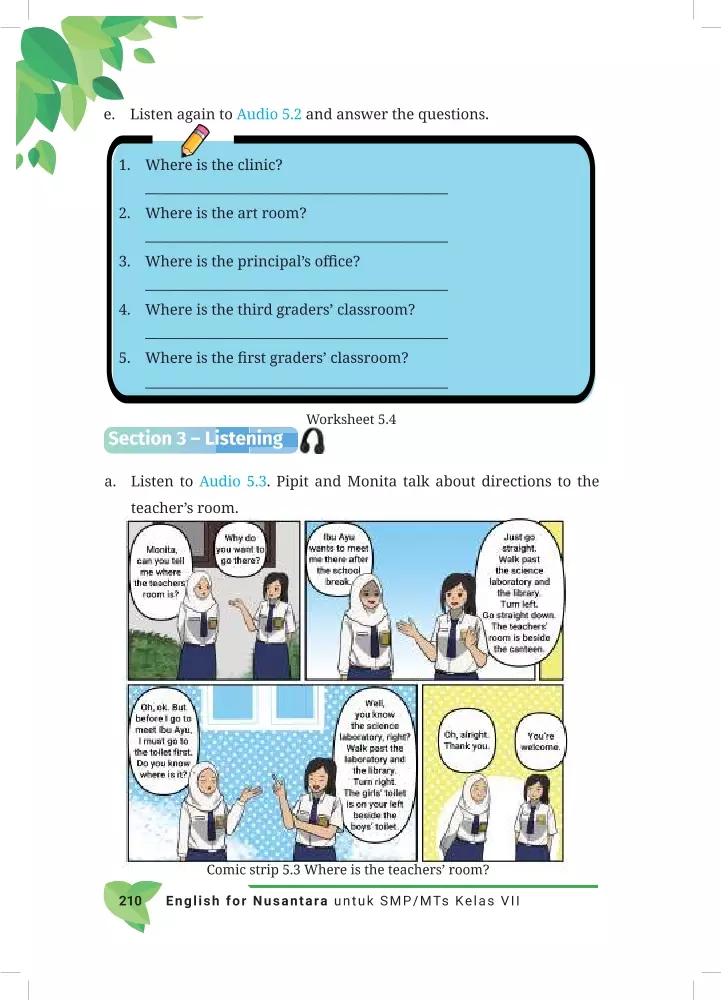 e. Listen again to Audio 5.2 and answer the questions.
1. Where is the clinic?
2. Where is the art room?
3. Where is the principal’s office?
4. Where is the third graders’ classroom?
5. Where is the first graders’ classroom?
Worksheet 5.4
Section 3 – Listening
a. Listen to Audio 5.3. Pipit and Monita talk about directions to the
teacher’s room.
Monita,
can you tell
me where
the teachers'
room is?
Why do
you want to
go there?
Ibu Ayu
wants to meet
me there after
the school
break.
Just go
straight.
Walk past
the science
laboratory and
the library.
Turn left.
Go straight down.
The teachers'
room is beside
the canteen.
Oh, ok. But
before I go to
meet Ibu Ayu,
I must go to
the toilet first.
Do you know
where is it?
Well,
you know
the science
laboratory, right?
Walk past the
laboratory and
the library.
Turn right.
The girls' toilet
is on your left
beside the
boys' toilet.
Oh, alright.
Thank you.
You're
welcome.
Comic strip 5.3 Where is the teachers’ room?
210 English for Nusantara untuk SMP/MTs Kelas VII